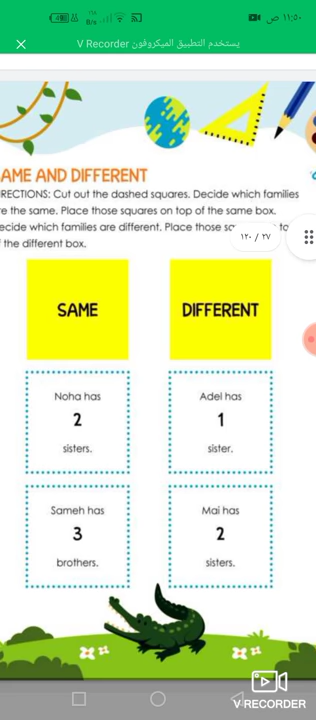 ١١:٥٠ ص
B/s
يستخدم التطبيق الميكروفون V Recorder
AME AND DIFFERENT
IRECTIONS: Cut out the dashed squares. Decide which families
re the same. Place those squares on top of the same box.
ecide which families are different. Place those
f the different box.
١٢٠ / ٢٧
SAME
DIFFERENT
Noha has
2
sisters.
Adel has
1
sister.
Sameh has
3
brothers.
Mai has
2
sisters.
V-RECORDER